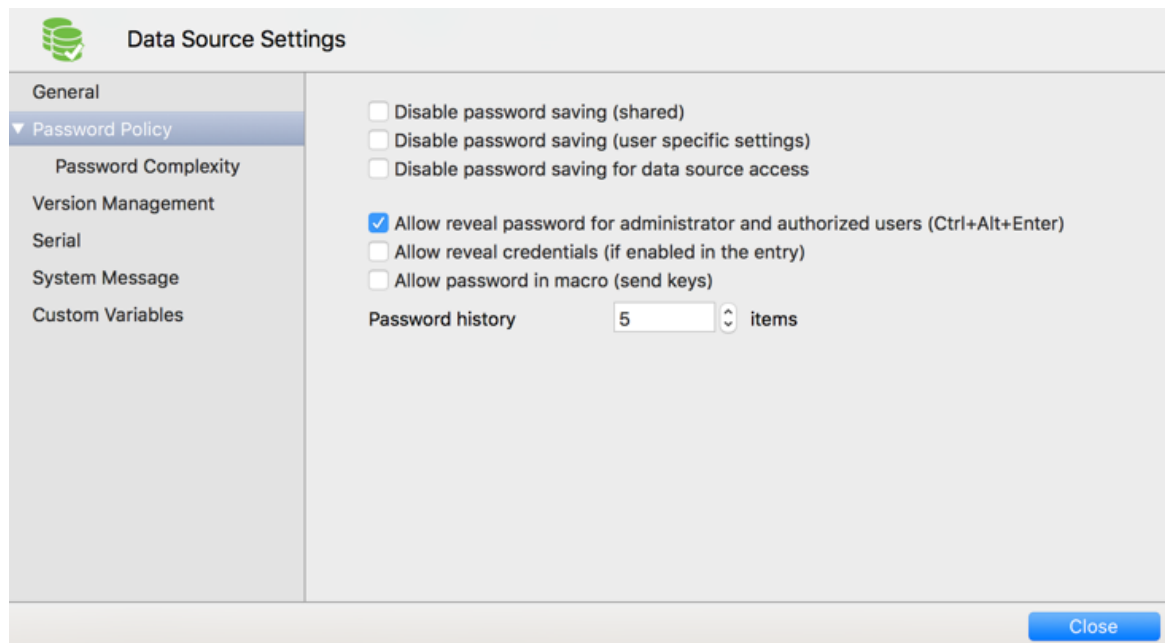 Data Source Settings
General
Password Policy
Password Complexity
Version Management
Serial
System Message
Custom Variables
Disable password saving (shared)
Disable password saving (user specific settings)
Disable password saving for data source access
Allow reveal password for administrator and authorized users (Ctrl+Alt+Enter)
Allow reveal credentials (if enabled in the entry)
Allow password in macro (send keys)
Password history 5 items
Close